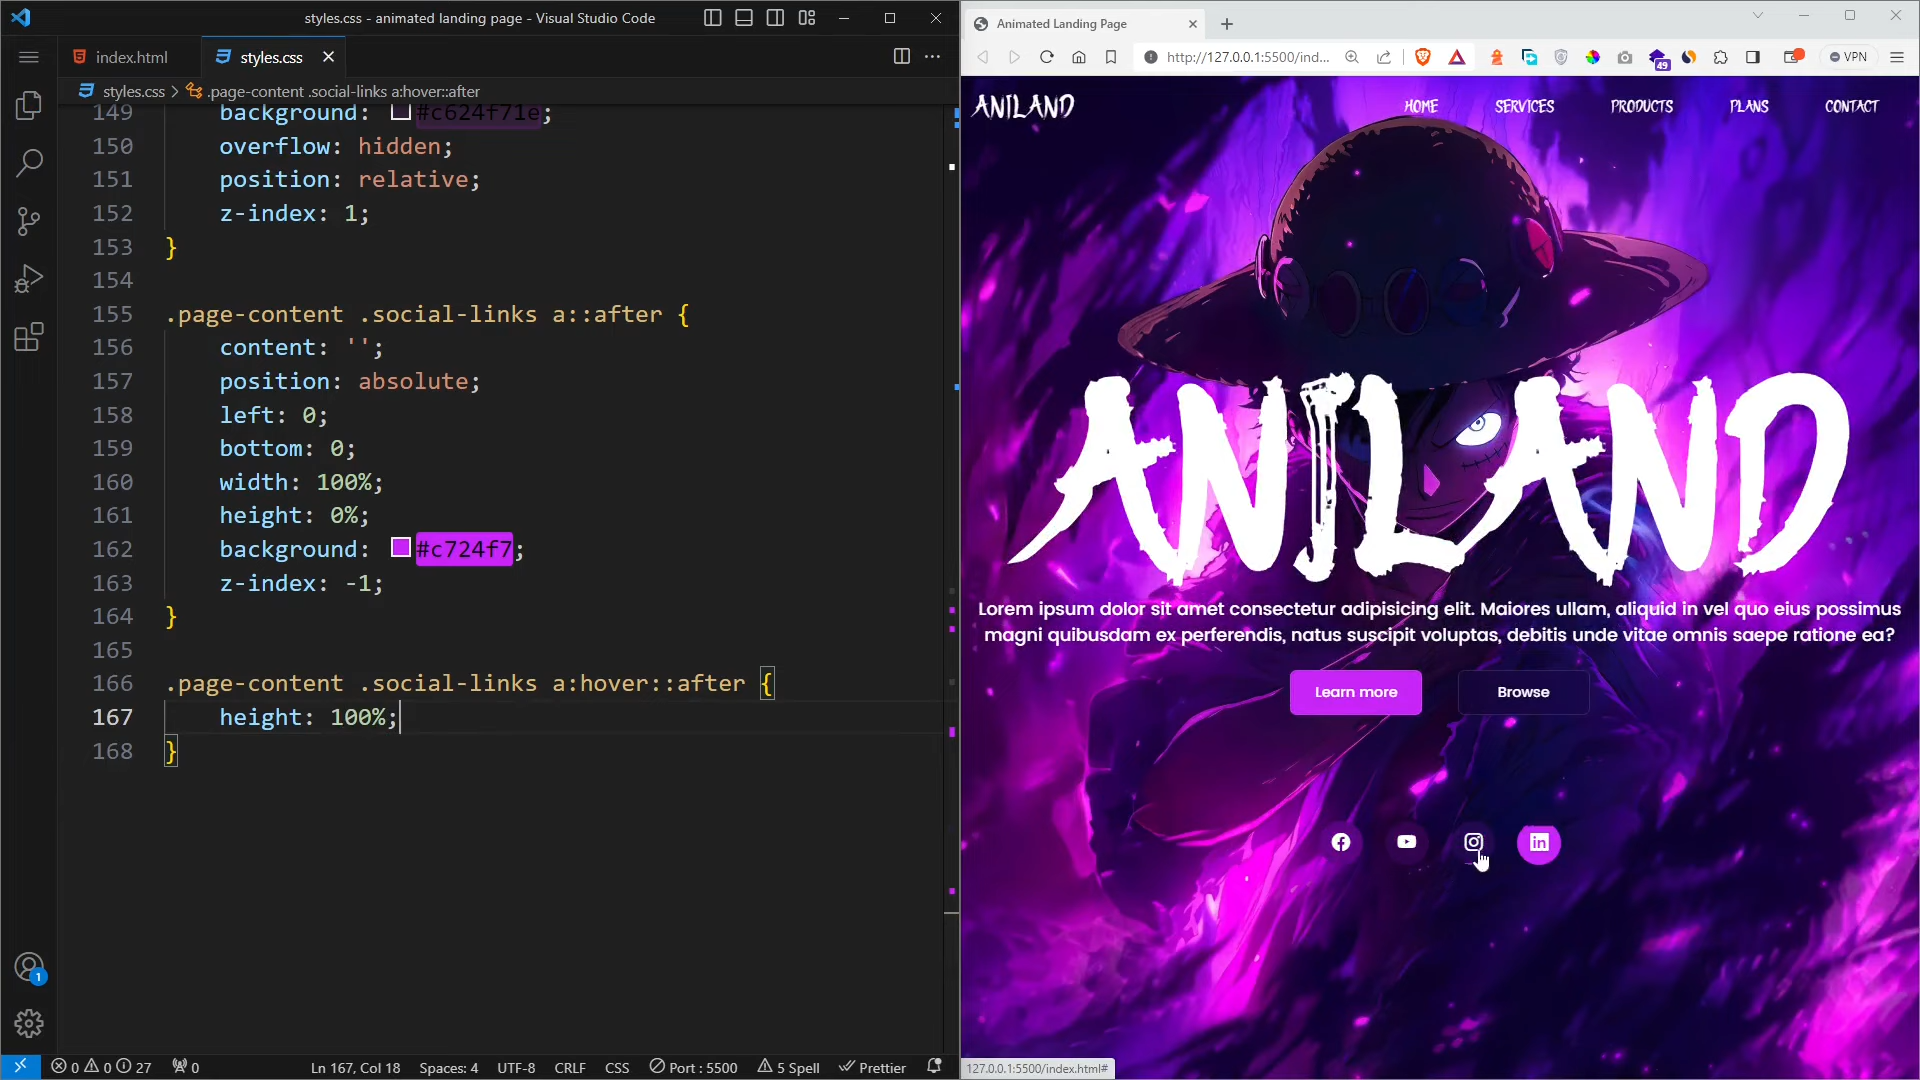 styles.css - animated landing page - Visual Studio Code
index.html
styles.css
styles.css > .page-content .social-links a:hover::after
149 background: #c624f71e;
150 overflow: hidden;
151 position: relative;
152 z-index: 1;
153 }
154
155 .page-content .social-links a::after {
156 content: '';
157 position: absolute;
158 left: 0;
159 bottom: 0;
160 width: 100%;
161 height: 0%;
162 background: #c724f7;
163 z-index: -1;
164 }
165
166 .page-content .social-links a:hover::after {
167 height: 100%;
168 }
1
0 0 27 0 Ln 167, Col 18 Spaces: 4 UTF-8 CRLF CSS Port : 5500 5 Spell Prettier
Animated Landing Page
http://127.0.0.1:5500/ind... 49 VPN
ANILAND HOME SERVICES PRODUCTS PLANS CONTACT
ANILAND
Lorem ipsum dolor sit amet consectetur adipisicing elit. Maiores ullam, aliquid in vel quo eius possimus
magni quibusdam ex perferendis, natus suscipit voluptas, debitis unde vitae omnis saepe ratione ea?
Learn more Browse
in
127.0.0.1:5500/index.html#